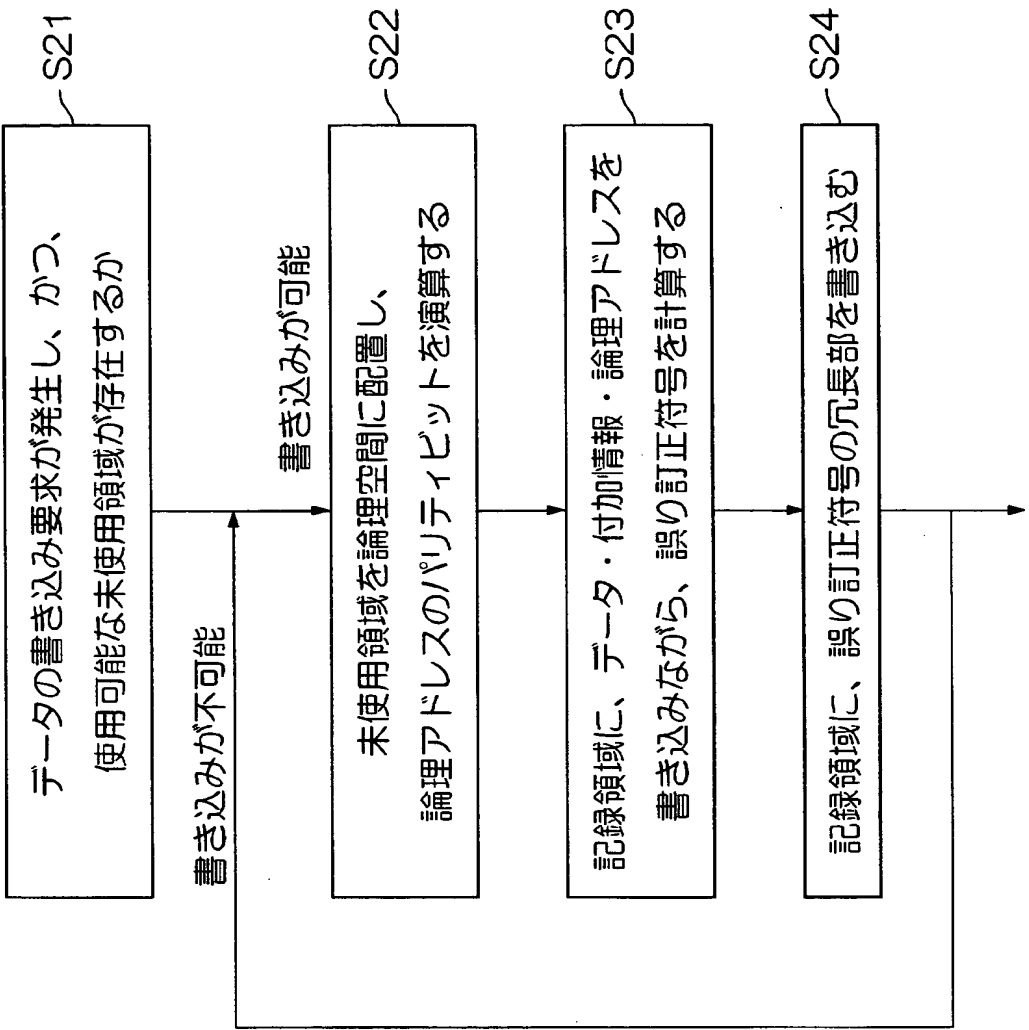 データの書き込み要求が発生し、かつ、
使用可能な未使用領域が存在するか
S21
書き込みが不可能
書き込みが可能
未使用領域を論理空間に配置し、
論理アドレスのパリティビットを演算する
S22
記録領域に、データ・付加情報・論理アドレスを
書き込みながら、誤り訂正符号を計算する
S23
記録領域に、誤り訂正符号の冗長部を書き込む
S24